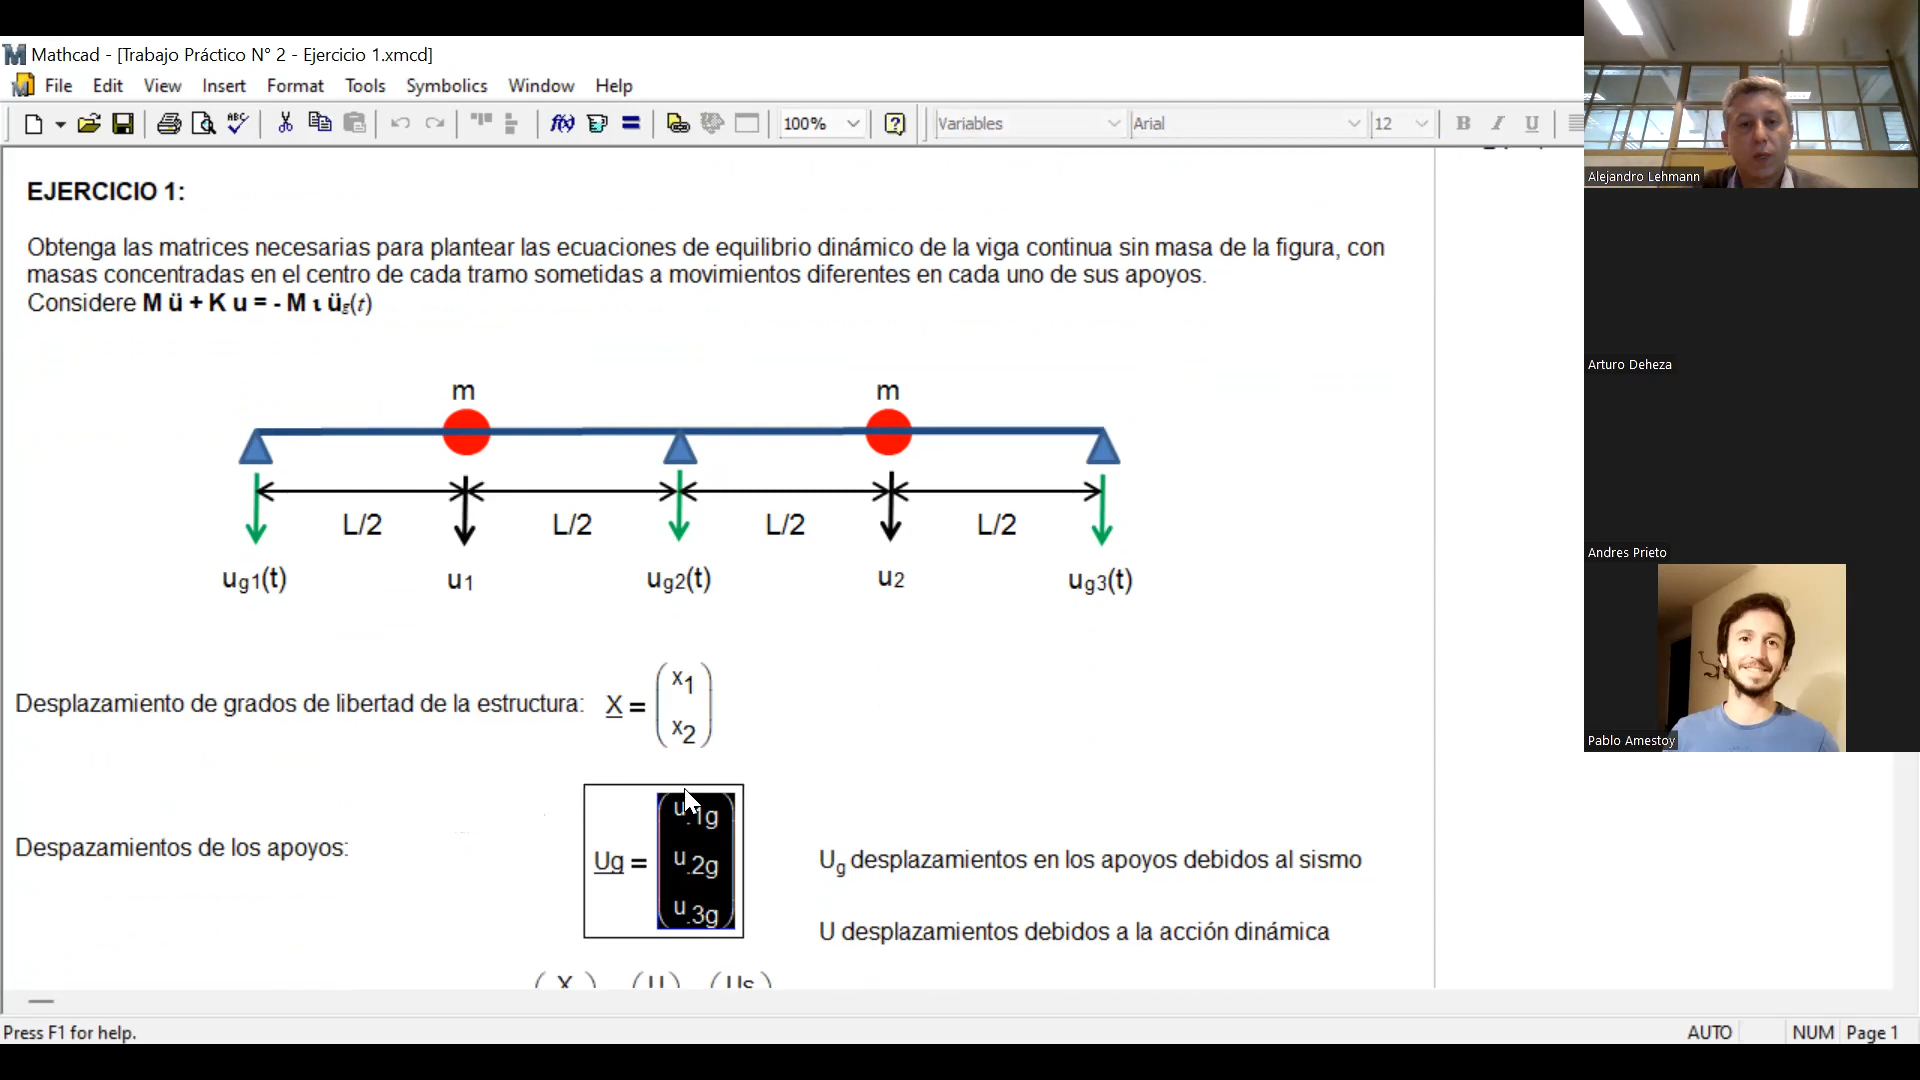 Mathcad - [Trabajo Práctico N° 2 - Ejercicio 1.xmcd]
File Edit View Insert Format Tools Symbolics Window Help
100% Variables Arial 12 B I U
EJERCICIO 1:
Obtenga las matrices necesarias para plantear las ecuaciones de equilibrio dinámico de la viga continua sin masa de la figura, con
masas concentradas en el centro de cada tramo sometidas a movimientos diferentes en cada uno de sus apoyos.
Considere M ü + K u = - M ι üg(t)
m m
L/2 L/2 L/2 L/2
ug1(t) u1 ug2(t) u2 ug3(t)
Desplazamiento de grados de libertad de la estructura: X = (x1
x2)
Despazamientos de los apoyos: Ug = (u.1g
u.2g
u.3g)
Ug desplazamientos en los apoyos debidos al sismo
U desplazamientos debidos a la acción dinámica
(X) (U) (Us)
Press F1 for help. AUTO NUM Page 1
Alejandro Lehmann
Arturo Deheza
Andres Prieto
Pablo Amestoy